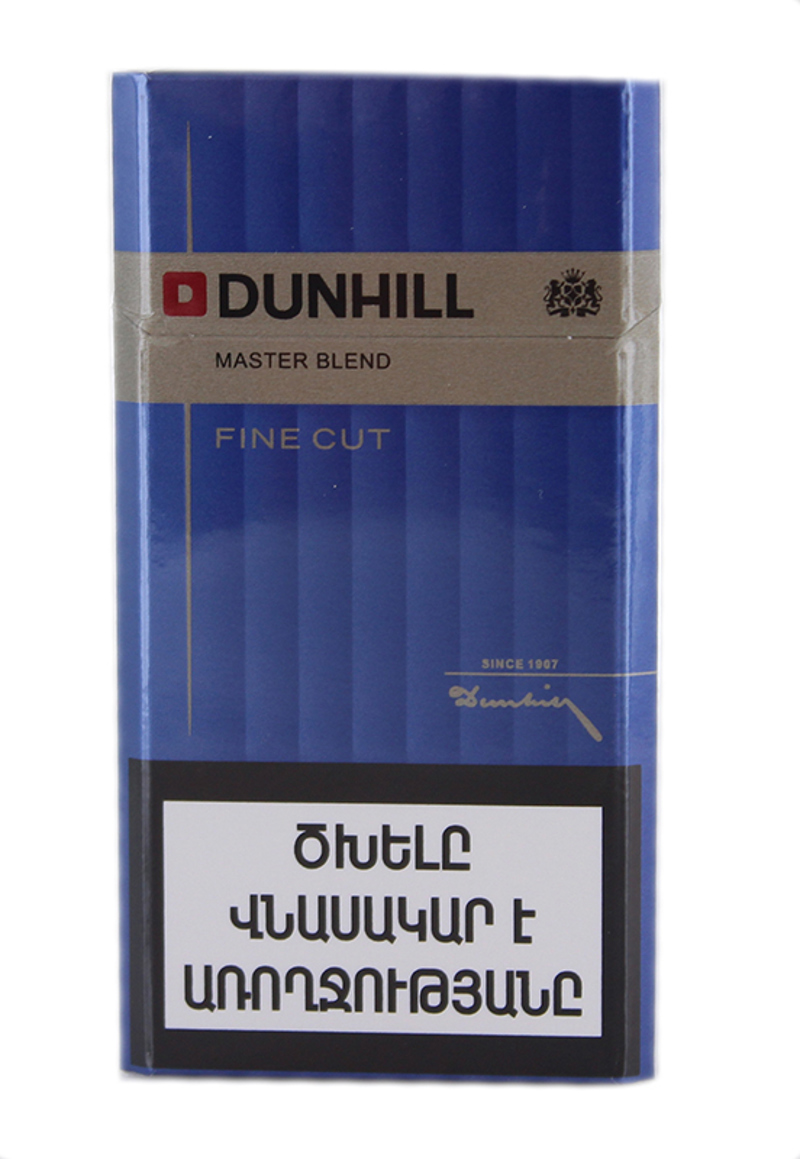 D DUNHILL
MASTER BLEND
FINE CUT
SINCE 1907
Dunhill
ԾԽԵԼԸ
ՎՆԱՍԱԿԱՐ Է
ԱՌՈՂՋՈՒԹՅԱՆԸ